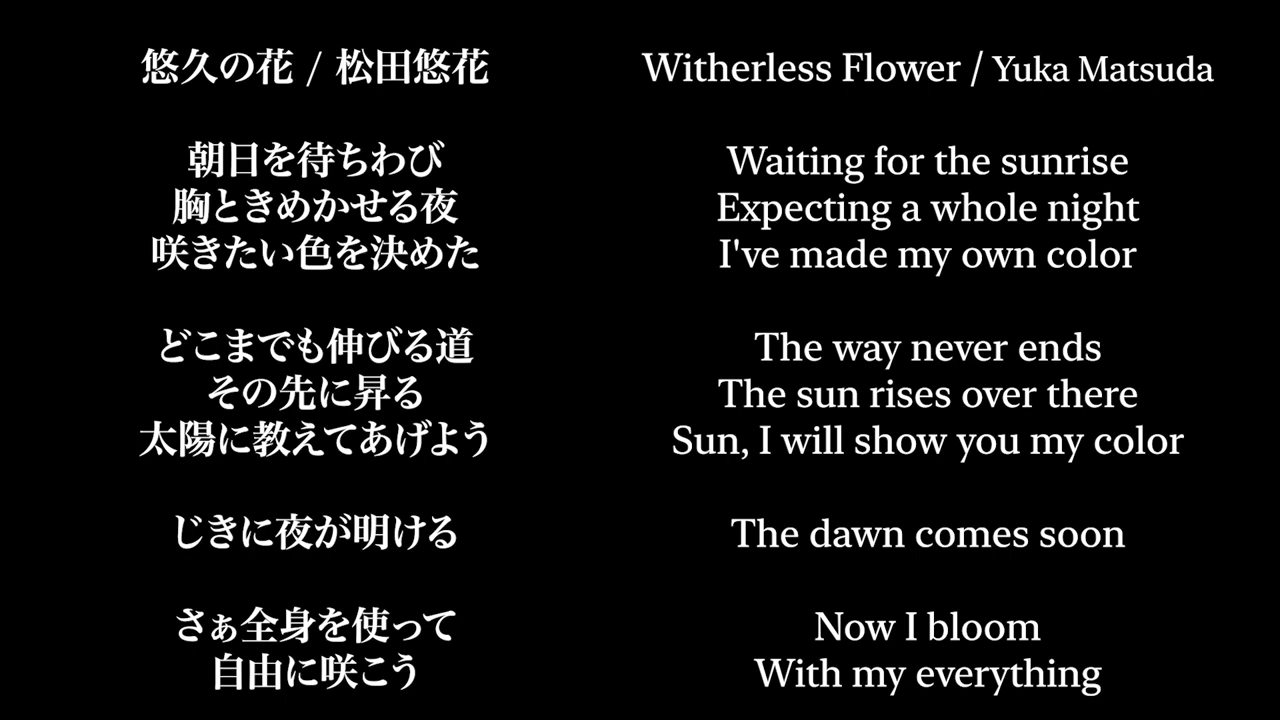 悠久の花 / 松田悠花
朝日を待ちわび
胸ときめかせる夜
咲きたい色を決めた
どこまでも伸びる道
その先に昇る
太陽に教えてあげよう
じきに夜が明ける
さぁ全身を使って
自由に咲こう
Witherless Flower / Yuka Matsuda
Waiting for the sunrise
Expecting a whole night
I've made my own color
The way never ends
The sun rises over there
Sun, I will show you my color
The dawn comes soon
Now I bloom
With my everything